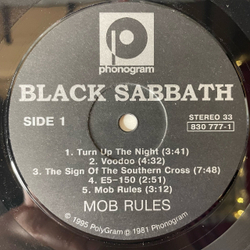 phonogram
BLACK SABBATH
SIDE 1
STEREO 33
830 777-1
1. Turn Up The Night (3:41)
2. Voodoo (4:32)
3. The Sign Of The Southern Cross (7:48)
4. E5-150 (2:51)
5. Mob Rules (3:12)
MOB RULES
© 1995 PolyGram ℗ 1981 Phonogram